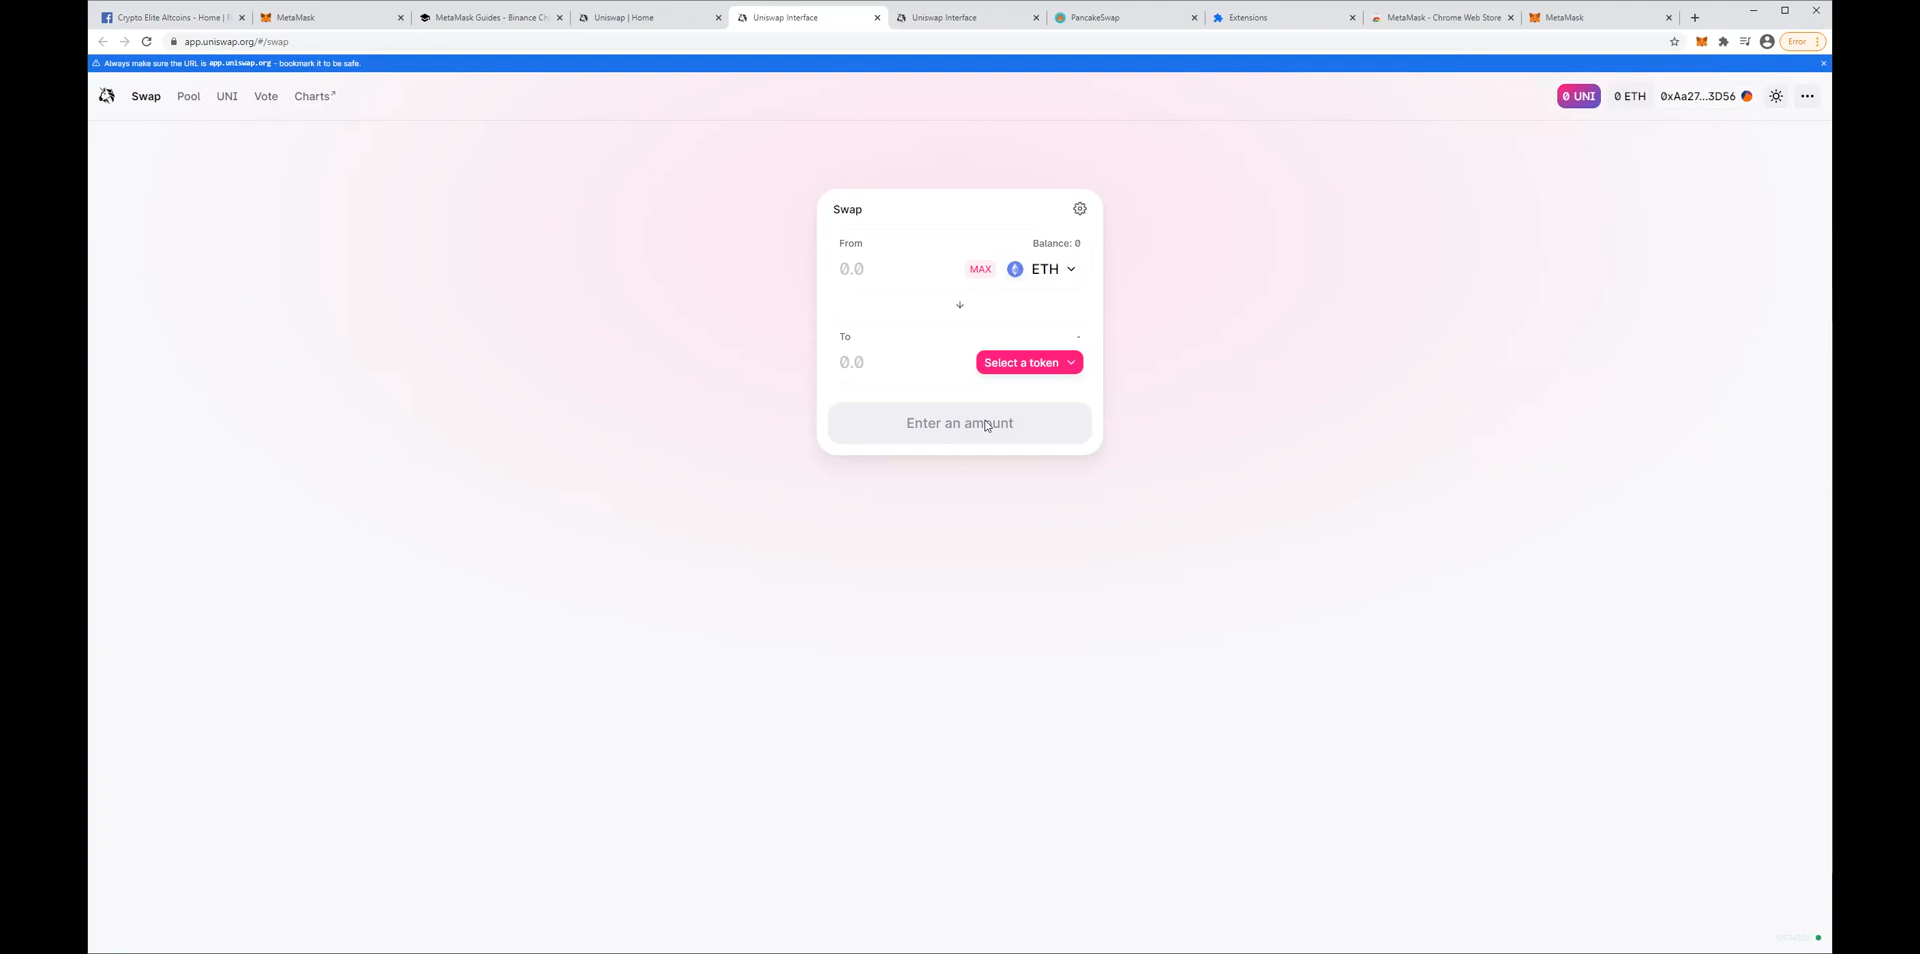 Crypto Elite Altcoins - Home | F
MetaMask
MetaMask Guides - Binance Ch
Uniswap | Home
Uniswap Interface
Uniswap Interface
PancakeSwap
Extensions
MetaMask - Chrome Web Store
MetaMask
app.uniswap.org/#/swap
Error
Always make sure the URL is app.uniswap.org - bookmark it to be safe.
Swap
Pool
UNI
Vote
Charts↗
0 UNI
0 ETH
0xAa27...3D56
Swap
From
Balance: 0
0.0
MAX
ETH
To
-
0.0
Select a token
Enter an amount